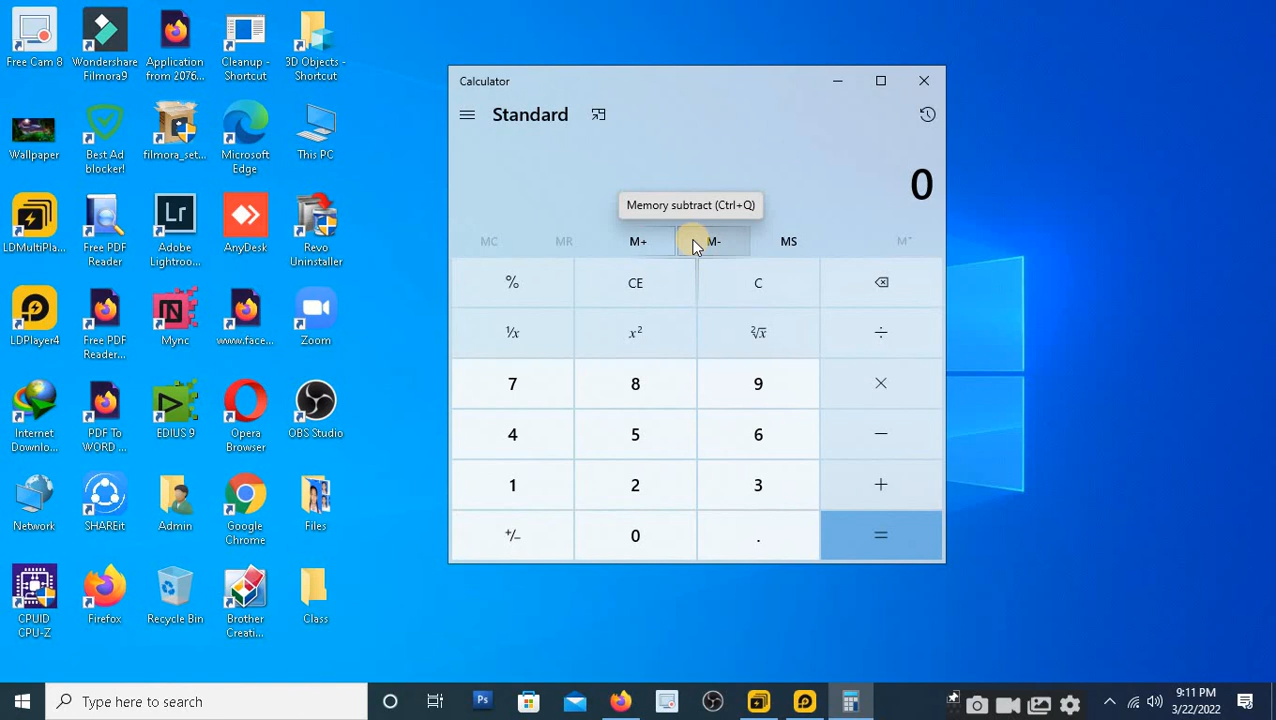 Free Cam 8
Wondershare
Filmora9
Application
from 2076...
Cleanup -
Shortcut
3D Objects -
Shortcut
Wallpaper
Best Ad
blocker!
filmora_set...
Microsoft
Edge
This PC
LDMultiPla...
Free PDF
Reader
Adobe
Lightroo...
AnyDesk
Revo
Uninstaller
LDPlayer4
Free PDF
Reader...
Mync
www.face...
Zoom
Internet
Downlo...
PDF To
WORD ...
EDIUS 9
Opera
Browser
OBS Studio
Network
SHAREit
Admin
Google
Chrome
Files
CPUID
CPU-Z
Firefox
Recycle Bin
Brother
Creati...
Class
Calculator
Standard
0
Memory subtract (Ctrl+Q)
MC MR M+ M- MS M˅
% CE C
¹/x x² ²√x ÷
7 8 9 ×
4 5 6 −
1 2 3 +
+/− 0 . =
Type here to search
9:11 PM
3/22/2022